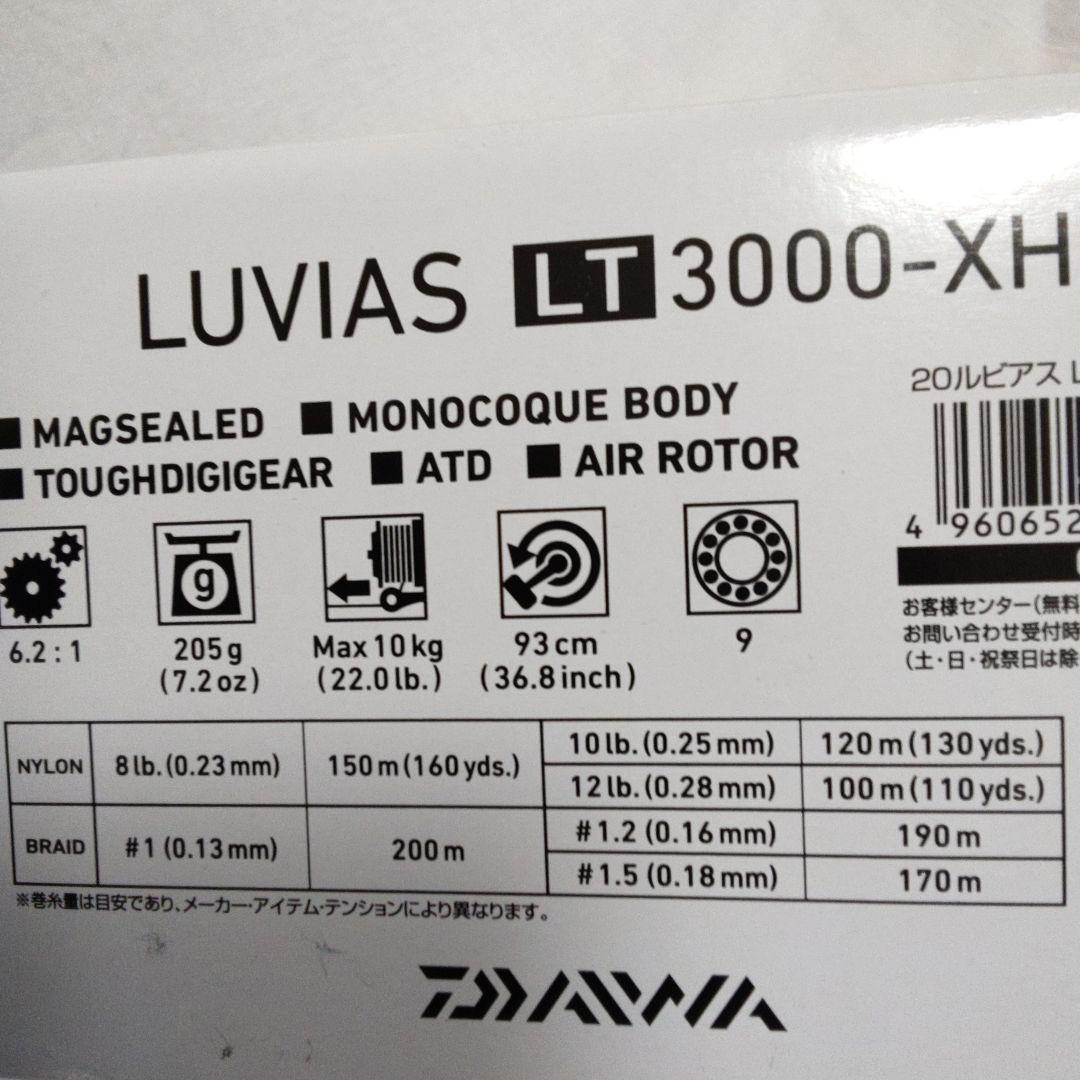 LUVIAS LT 3000-XH
20ルビアス L
■ MAGSEALED ■ MONOCOQUE BODY
■ TOUGHDIGIGEAR ■ ATD ■ AIR ROTOR
4 960652
g
6.2 : 1
205g
(7.2oz)
Max 10kg
(22.0lb.)
93cm
(36.8inch)
9
お客様センター(無料
お問い合わせ受付時
(土・日・祝祭日は除
NYLON 8lb.(0.23mm) 150m(160yds.) 10lb.(0.25mm) 120m(130yds.)
12lb.(0.28mm) 100m(110yds.)
BRAID #1(0.13mm) 200m #1.2(0.16mm) 190m
#1.5(0.18mm) 170m
※巻糸量は目安であり、メーカー・アイテム・テンションにより異なります。
DAIWA